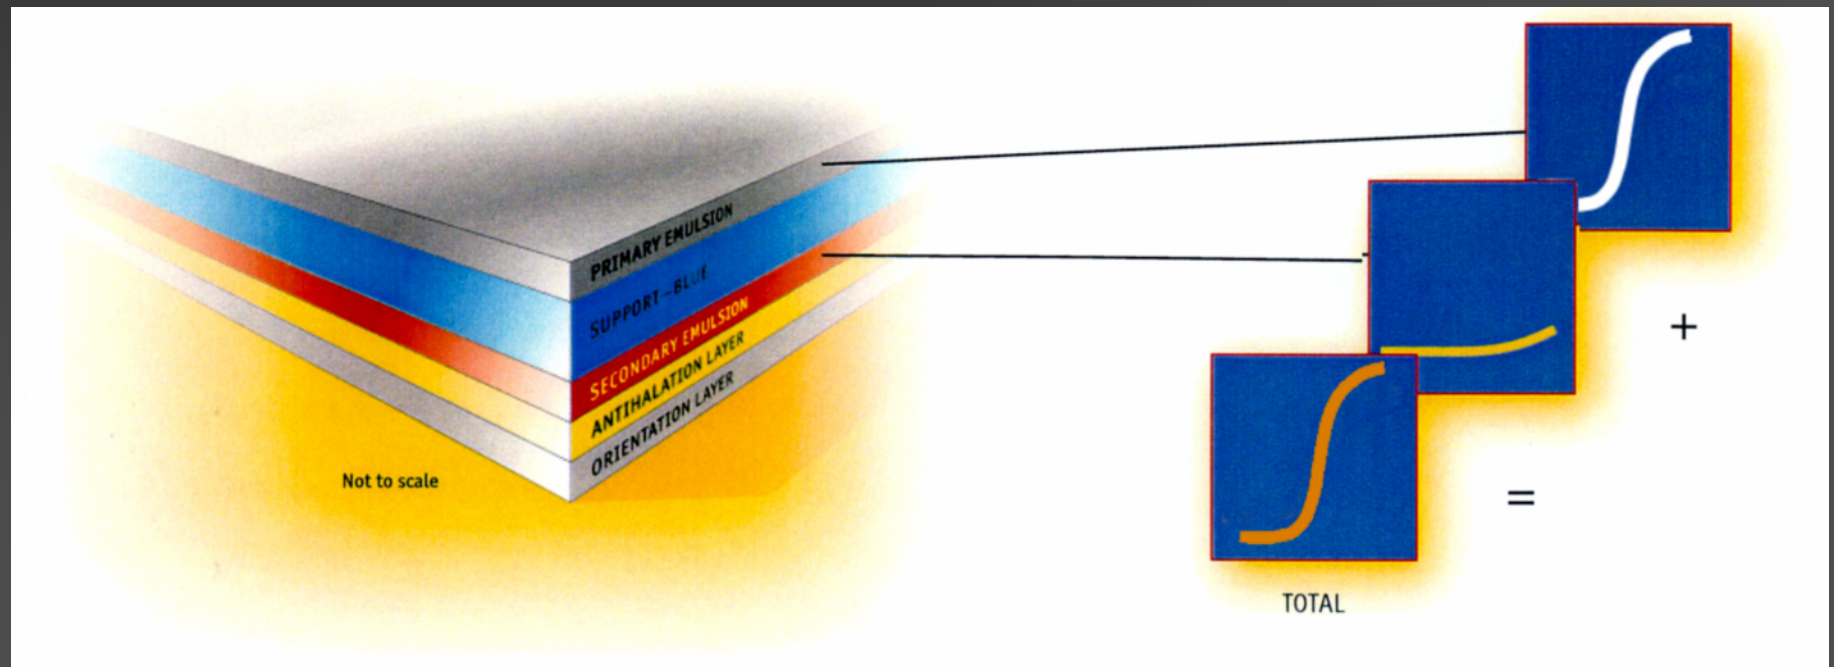 PRIMARY EMULSION
SUPPORT–BLUE
SECONDARY EMULSION
ANTIHALATION LAYER
ORIENTATION LAYER
Not to scale
+
=
TOTAL